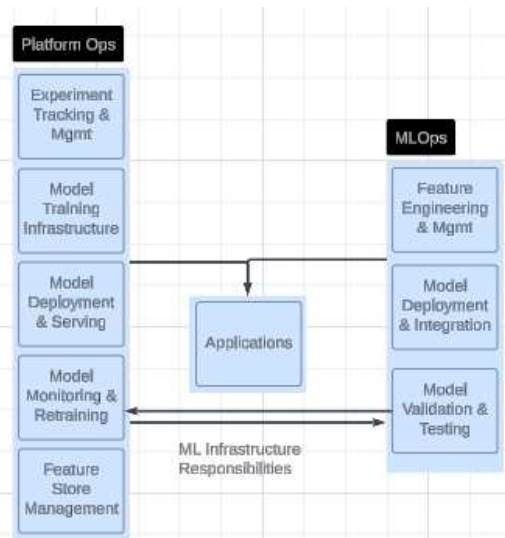 Platform Ops
Experiment
Tracking &
Mgmt
Model
Training
Infrastructure
Model
Deployment
& Serving
Model
Monitoring &
Retraining
Feature
Store
Management
Applications
ML Infrastructure
Responsibilities
MLOps
Feature
Engineering
& Mgmt
Model
Deployment
& Integration
Model
Validation &
Testing